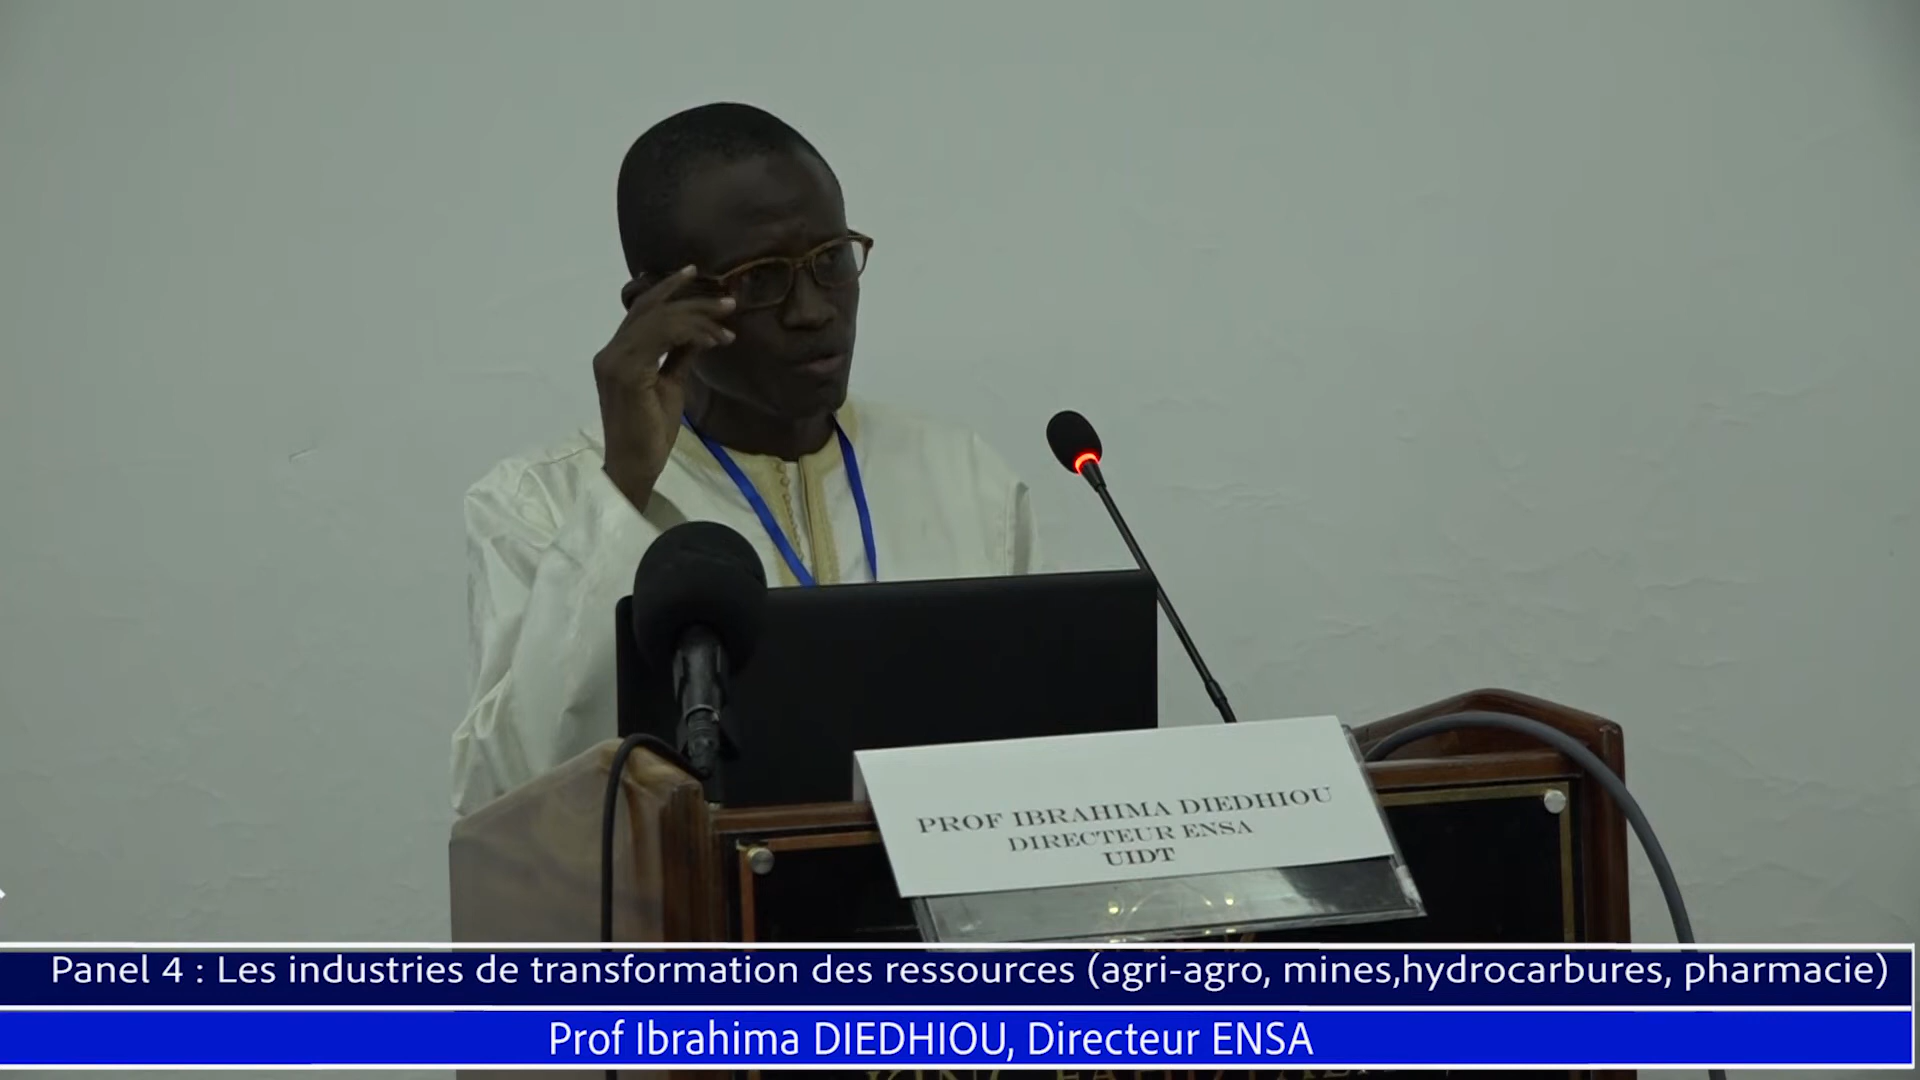 PROF IBRAHIMA DIEDHIOU
DIRECTEUR ENSA
UIDT
Panel 4 : Les industries de transformation des ressources (agri-agro, mines,hydrocarbures, pharmacie)
Prof Ibrahima DIEDHIOU, Directeur ENSA